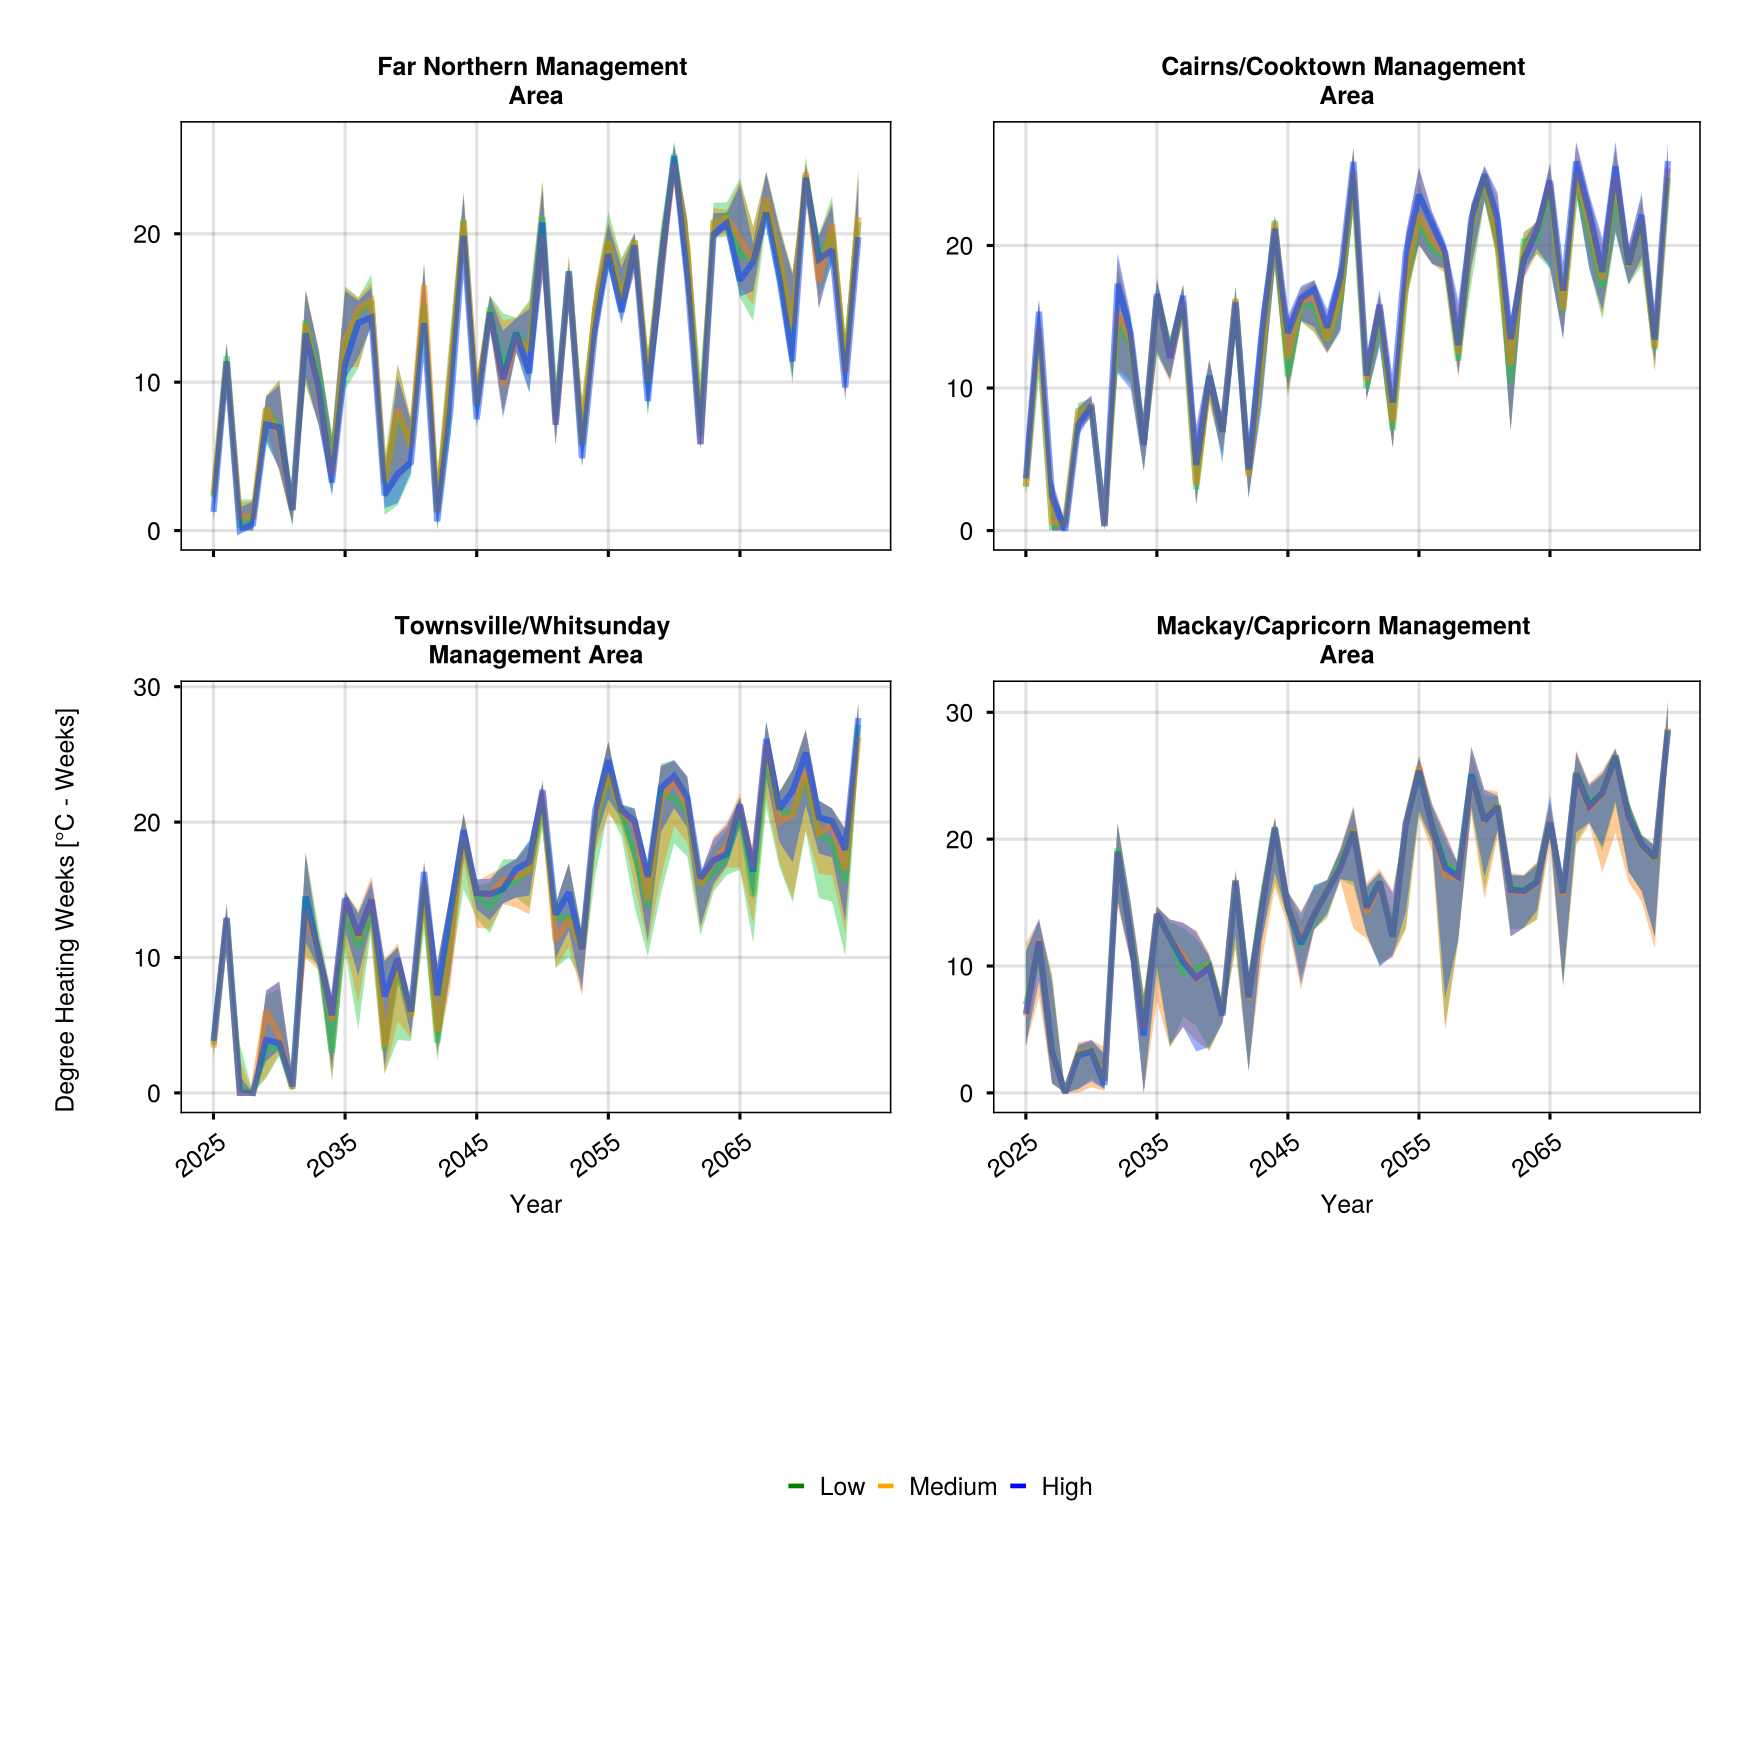 Far Northern Management
Area
Cairns/Cooktown Management
Area
20
10
0
20
10
0
Townsville/Whitsunday
Management Area
Mackay/Capricorn Management
Area
Degree Heating Weeks [°C - Weeks]
30
20
10
0
30
20
10
0
2025
2035
2045
2055
2065
2025
2035
2045
2055
2065
Year
Year
Low
Medium
High